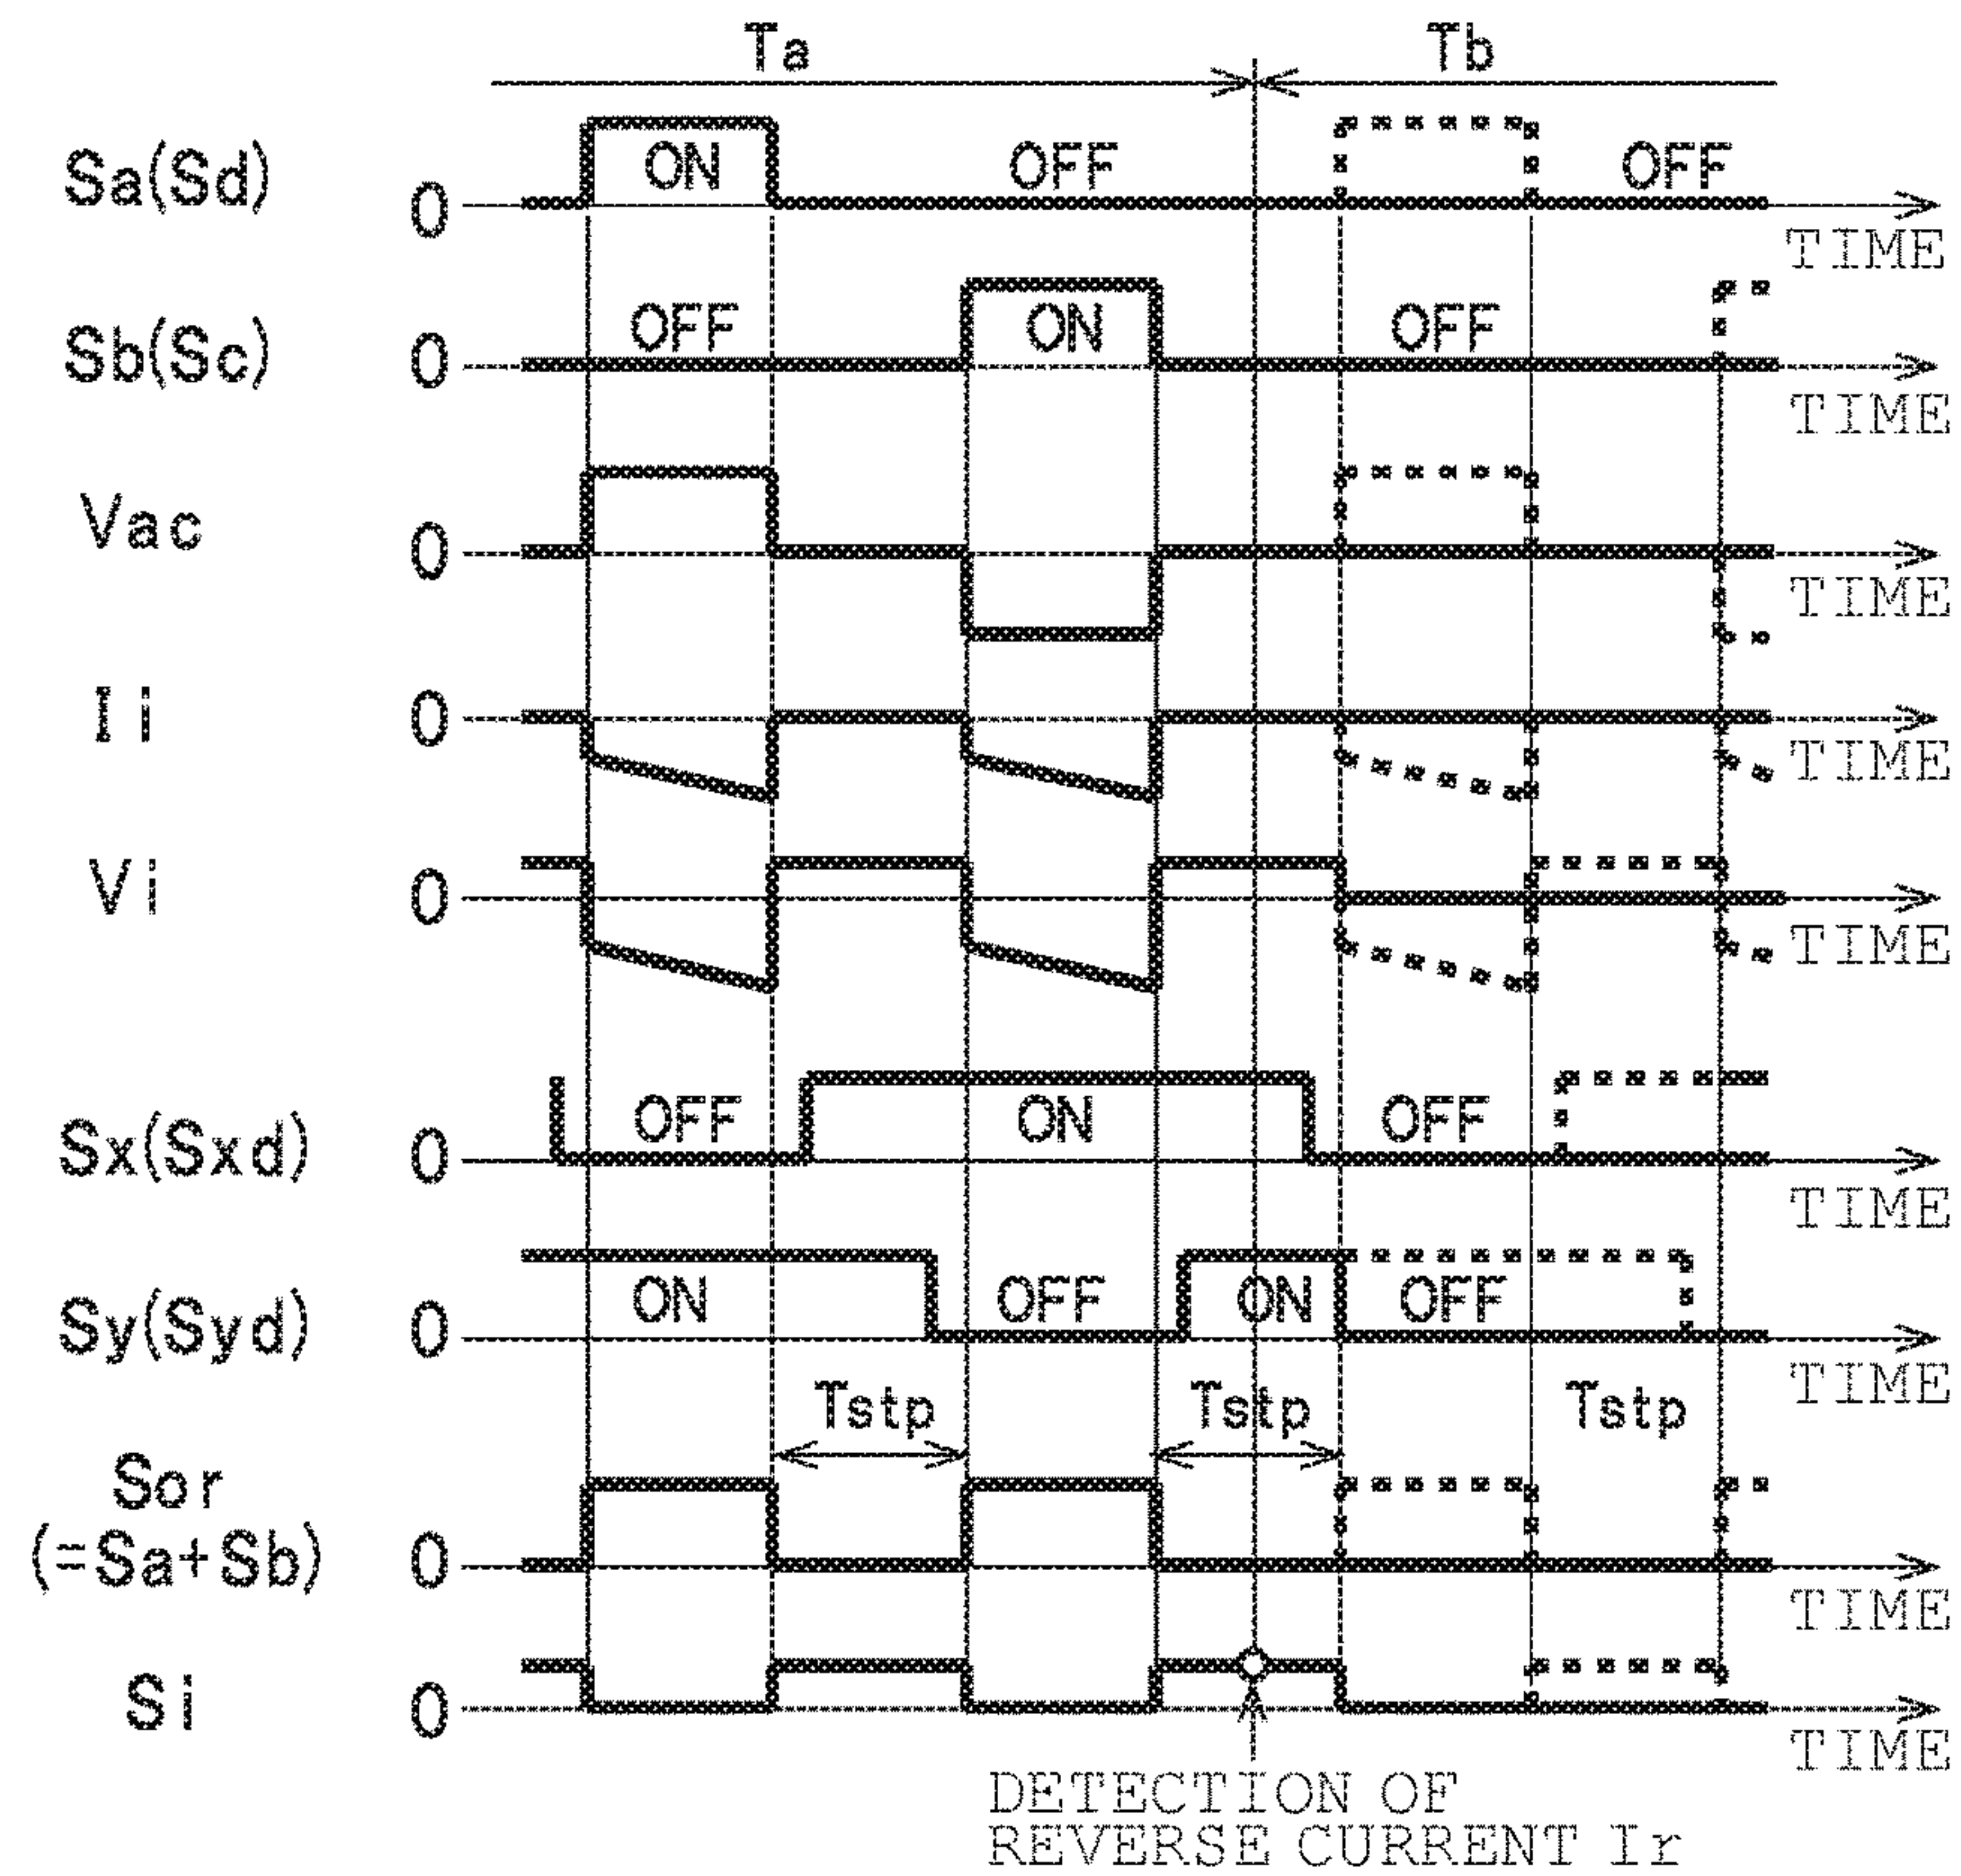 Ta Tb
Sa(Sd) 0 ON OFF OFF
TIME
Sb(Sc) 0 OFF ON OFF
TIME
Vac 0
TIME
Ii 0
TIME
Vi 0
TIME
Sx(Sxd) 0 OFF ON OFF
TIME
Sy(Syd) 0 ON OFF ON OFF
TIME
Tstp Tstp Tstp
Sor
(=Sa+Sb) 0
TIME
Si 0
TIME
DETECTION OF
REVERSE CURRENT Ir